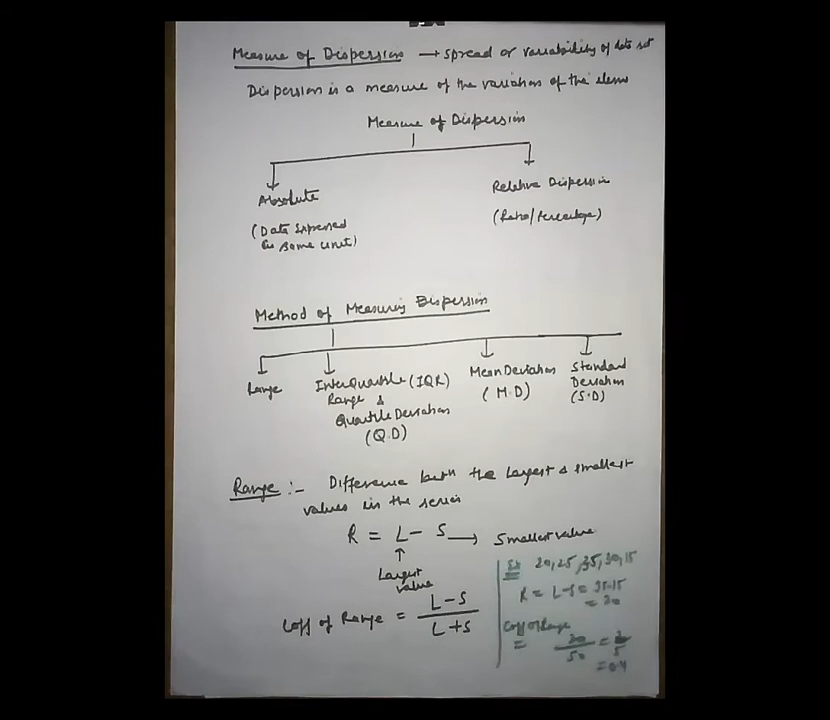 Measure of Dispersion → spread or variability of data set
Dispersion is a measure of the variation of the items
Measure of Dispersion
Absolute
Relative Dispersion
(Data Expressed
in same unit)
(Ratio/Percentage)
Method of Measuring Dispersion
Range
InterQuartile (IQR)
Range &
Quartile Deviation
(Q.D)
Mean Deviation
(M.D)
Standard
Deviation
(S.D)
Range :- Difference betn the largest & smallest
values in the series
R = L - S → Smallest value
↑
Largest
value
Coff of Range = L-S / L+S
Ex 20, 25, 35, 30, 15
R = L-S = 35-15
= 20
Coff of Range
= 20/50 = 2/5
= 0.4